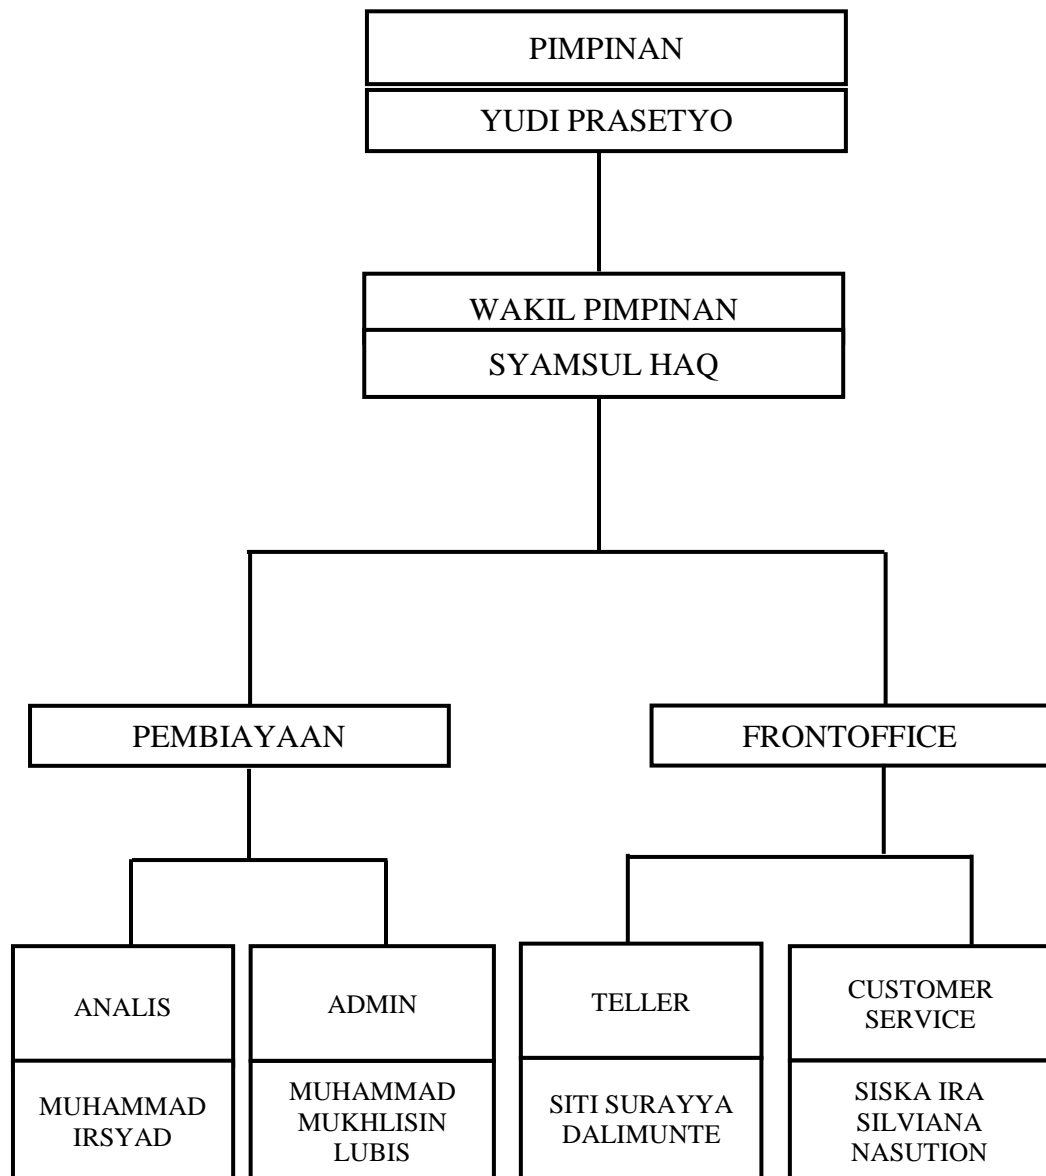 PIMPINAN
YUDI PRASETYO
WAKIL PIMPINAN
SYAMSUL HAQ
PEMBIAYAAN
FRONTOFFICE
ANALIS
MUHAMMAD
IRSYAD
ADMIN
MUHAMMAD
MUKHLISIN
LUBIS
TELLER
SITI SURAYYA
DALIMUNTE
CUSTOMER
SERVICE
SISKA IRA
SILVIANA
NASUTION